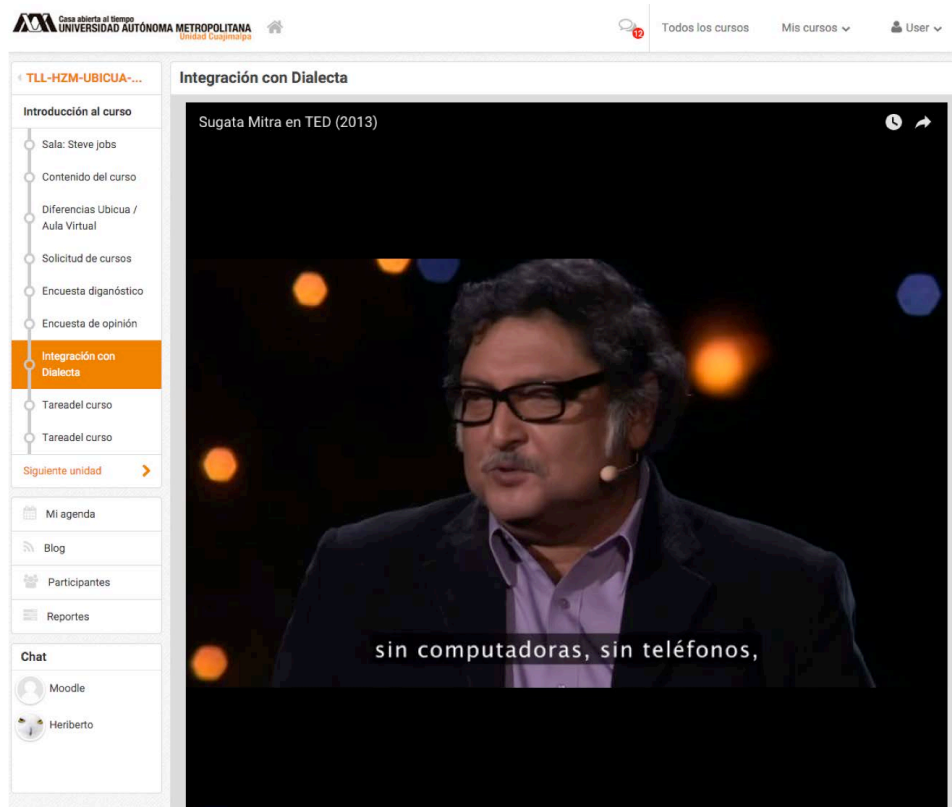 Casa abierta al tiempo
UNIVERSIDAD AUTÓNOMA METROPOLITANA
Unidad Cuajimalpa
12
Todos los cursos
Mis cursos
User
TLL-HZM-UBICUA-...
Introducción al curso
Sala: Steve jobs
Contenido del curso
Diferencias Ubicua /
Aula Virtual
Solicitud de cursos
Encuesta diganóstico
Encuesta de opinión
Integración con
Dialecta
Tareadel curso
Tareadel curso
Siguiente unidad
Mi agenda
Blog
Participantes
Reportes
Chat
Moodle
Heriberto
Integración con Dialecta
Sugata Mitra en TED (2013)
sin computadoras, sin teléfonos,